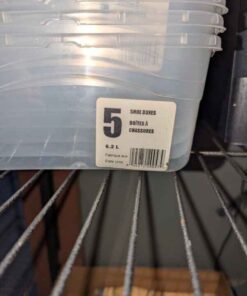 5
SHOE BOXES
BOÎTES À
CHAUSSURES
6.2 L